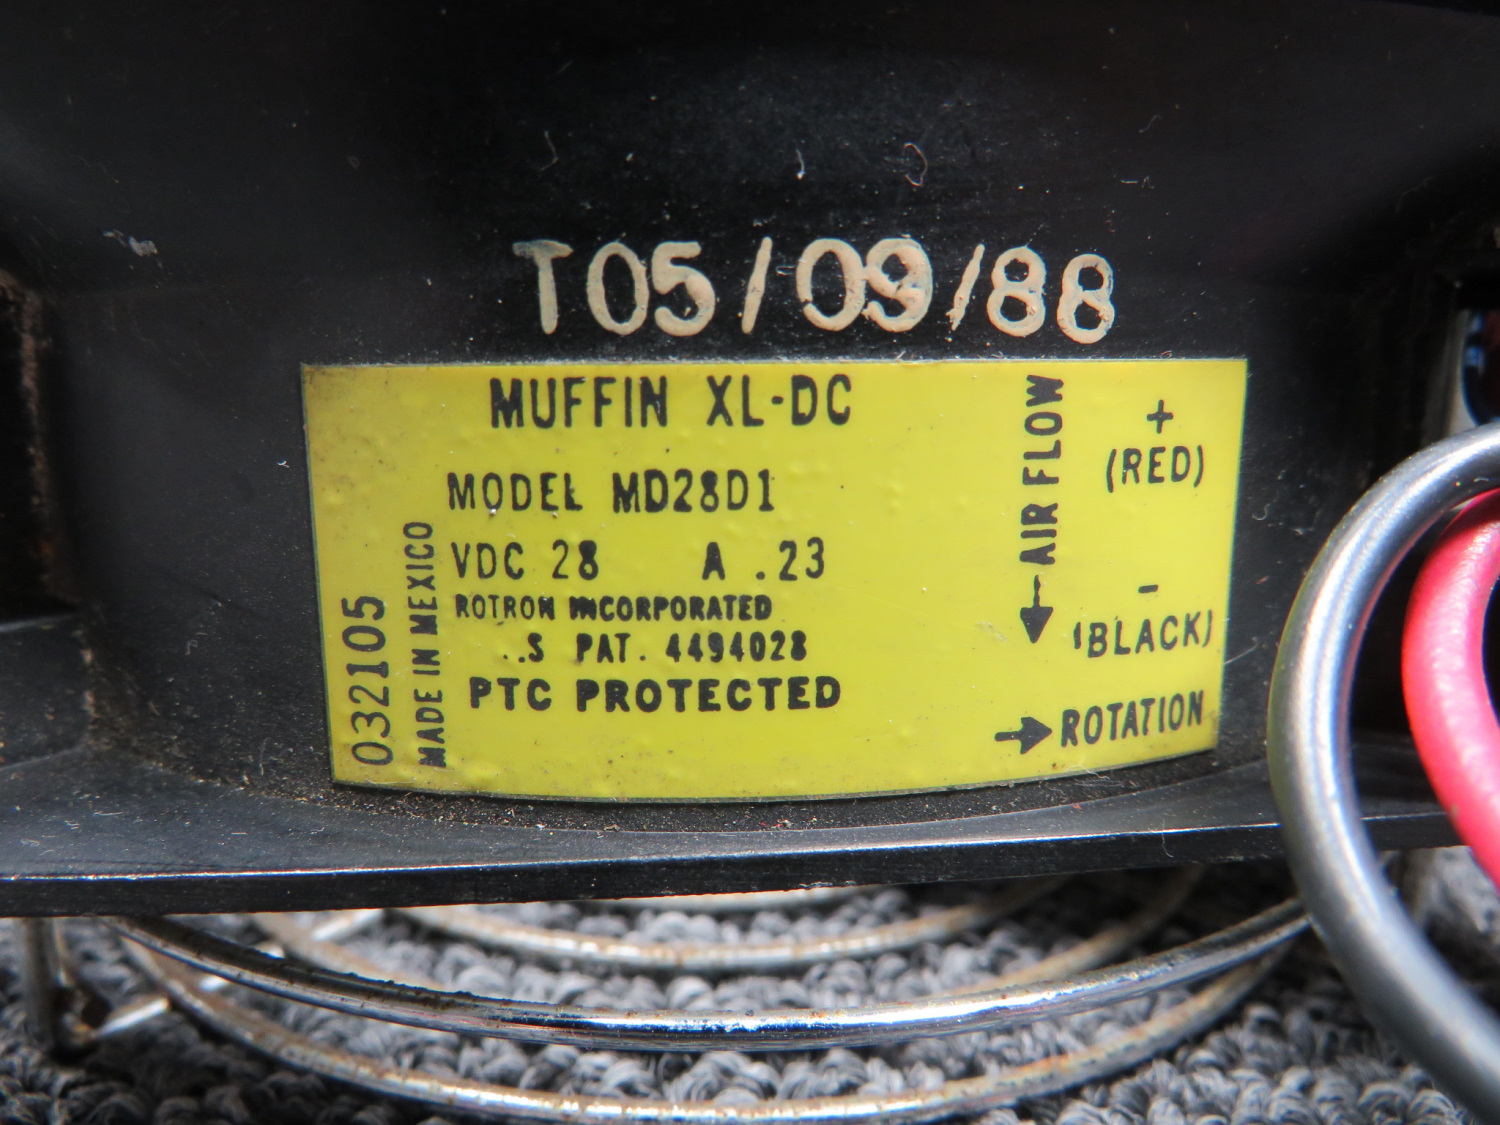 T05/09/88
MUFFIN XL-DC
MODEL MD28D1
VDC 28 A .23
ROTRON INCORPORATED
.S PAT. 4494028
PTC PROTECTED
032105
MADE IN MEXICO
AIR FLOW
+
(RED)
-
(BLACK)
ROTATION